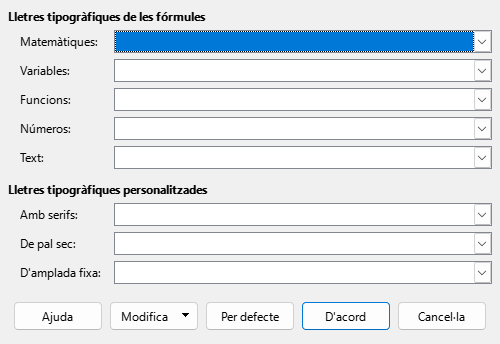 Lletres tipogràfiques de les fórmules
Matemàtiques:
Variables:
Funcions:
Números:
Text:
Lletres tipogràfiques personalitzades
Amb serifs:
De pal sec:
D'amplada fixa:
Ajuda Modifica Per defecte D'acord Cancel·la